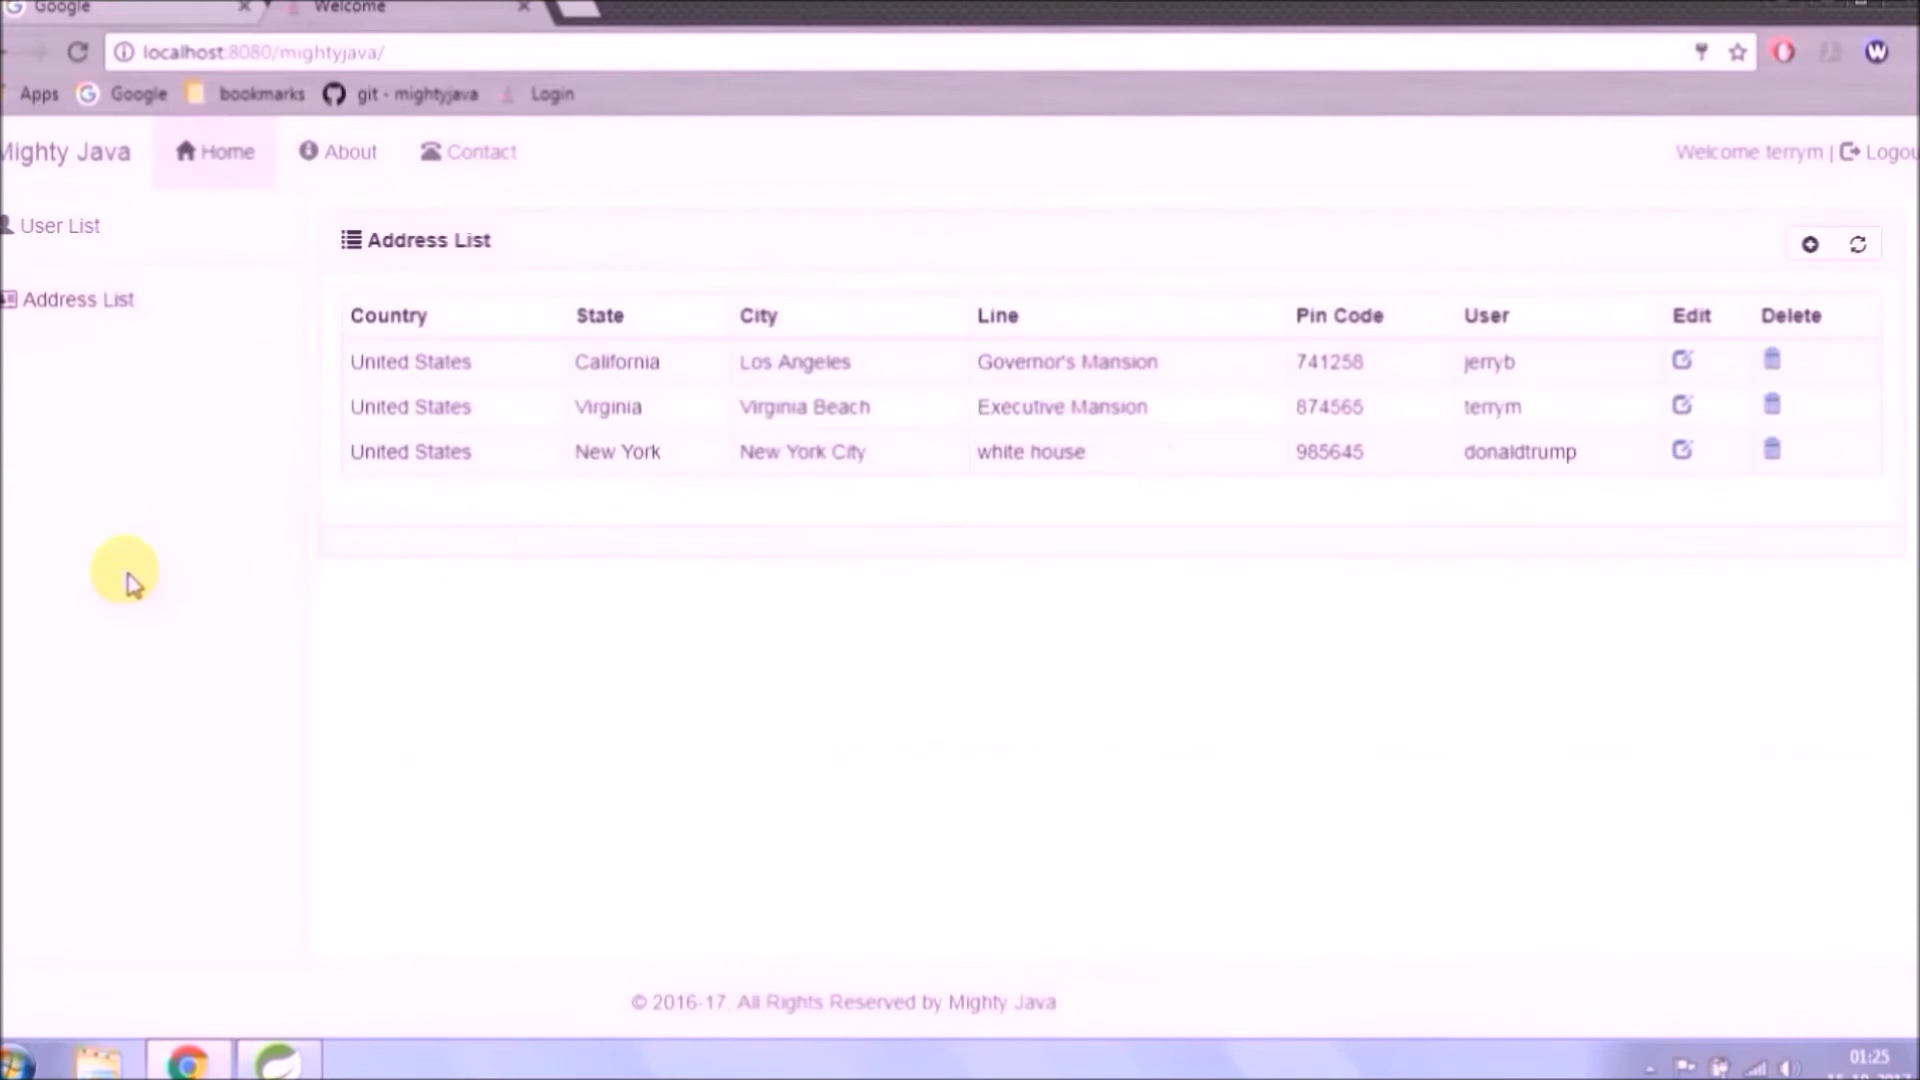 Google Welcome
localhost:8080/mightyjava/
Apps Google bookmarks git - mightyjava Login
Mighty Java Home About Contact Welcome terrym | Logou
User List
Address List
Address List
Country State City Line Pin Code User Edit Delete
United States California Los Angeles Governor's Mansion 741258 jerryb
United States Virginia Virginia Beach Executive Mansion 874565 terrym
United States New York New York City white house 985645 donaldtrump
© 2016-17. All Rights Reserved by Mighty Java
01:25